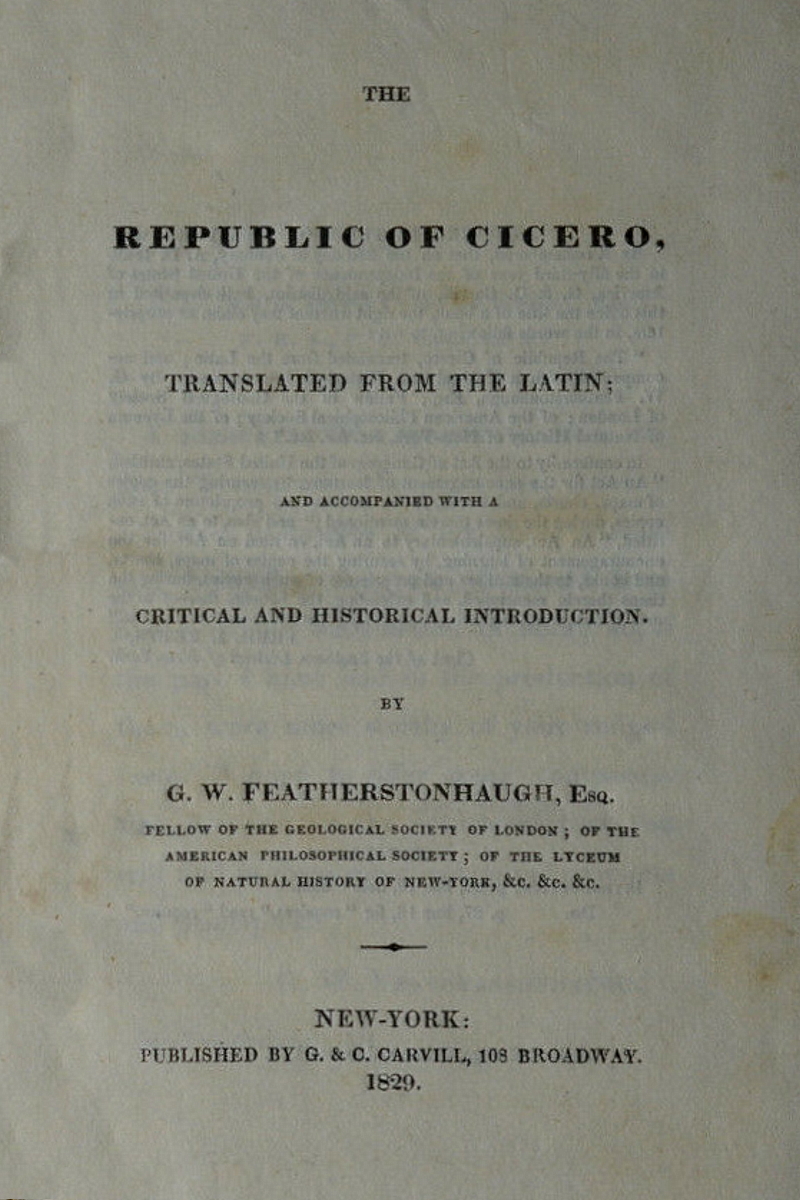 THE
REPUBLIC OF CICERO,
TRANSLATED FROM THE LATIN;
AND ACCOMPANIED WITH A
CRITICAL AND HISTORICAL INTRODUCTION.
BY
G. W. FEATHERSTONHAUGH, Esq.
FELLOW OF THE GEOLOGICAL SOCIETY OF LONDON ; OF THE
AMERICAN PHILOSOPHICAL SOCIETY ; OF THE LYCEUM
OF NATURAL HISTORY OF NEW-YORK, &c. &c. &c.
NEW-YORK:
PUBLISHED BY G. & C. CARVILL, 108 BROADWAY.
1829.